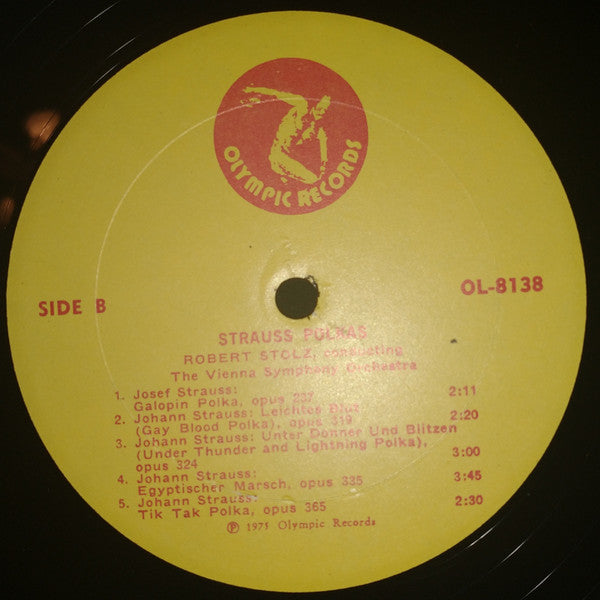 OLYMPIC RECORDS
SIDE B
OL-8138
STRAUSS POLKAS
ROBERT STOLZ, conducting
The Vienna Symphony Orchestra
1. Josef Strauss:
Galopin Polka, opus 237 2:11
2. Johann Strauss: Leichtes Blut
(Gay Blood Polka), opus 319 2:20
3. Johann Strauss: Unter Donner Und Blitzen
(Under Thunder and Lightning Polka),
opus 324 3:00
4. Johann Strauss:
Egyptischer Marsch, opus 335 3:45
5. Johann Strauss:
Tik Tak Polka, opus 365 2:30
℗ 1975 Olympic Records